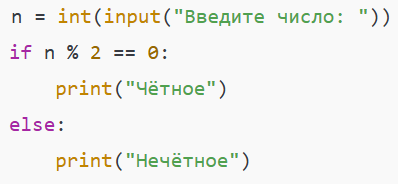 n = int(input("Введите число: "))
if n % 2 == 0:
    print("Чётное")
else:
    print("Нечётное")